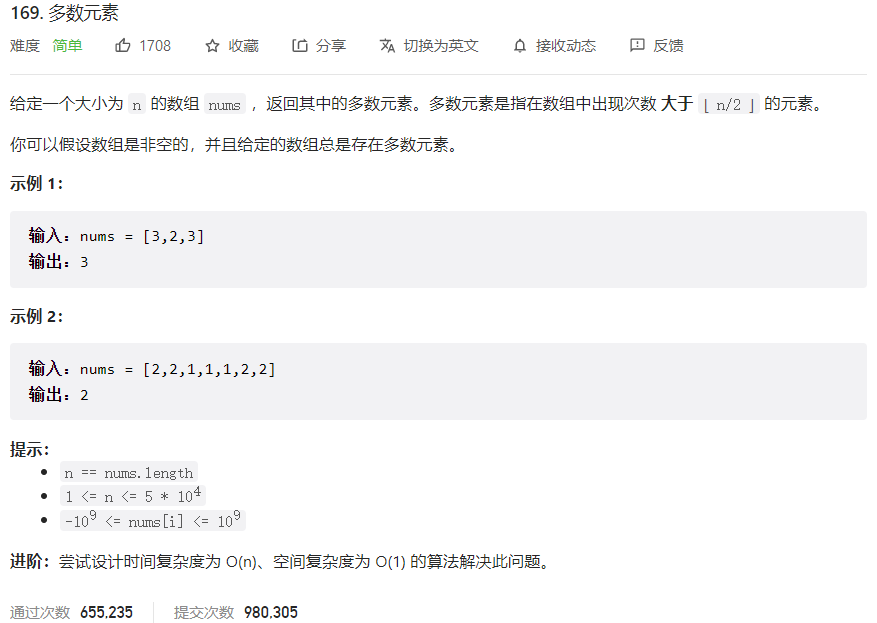 169. 多数元素
难度 简单 1708 收藏 分享 切换为英文 接收动态 反馈
给定一个大小为 n 的数组 nums ，返回其中的多数元素。多数元素是指在数组中出现次数 大于 ⌊ n/2 ⌋ 的元素。
你可以假设数组是非空的，并且给定的数组总是存在多数元素。
示例 1：
输入：nums = [3,2,3]
输出：3
示例 2：
输入：nums = [2,2,1,1,1,2,2]
输出：2
提示：
n == nums.length
1 <= n <= 5 * 10⁴
-10⁹ <= nums[i] <= 10⁹
进阶：尝试设计时间复杂度为 O(n)、空间复杂度为 O(1) 的算法解决此问题。
通过次数 655,235 提交次数 980,305